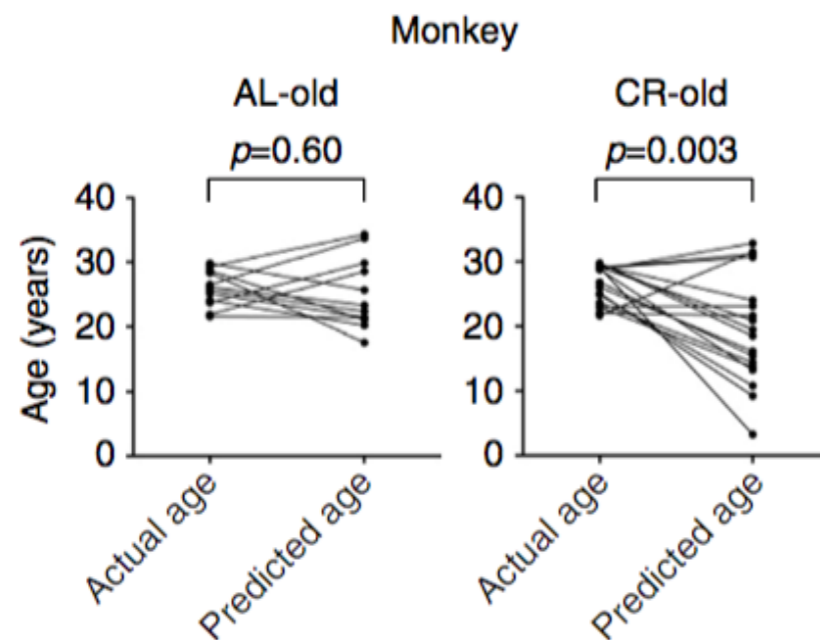 Monkey
AL-old
p=0.60
40
30
20
10
0
Age (years)
Actual age
Predicted age
CR-old
p=0.003
40
30
20
10
0
Actual age
Predicted age